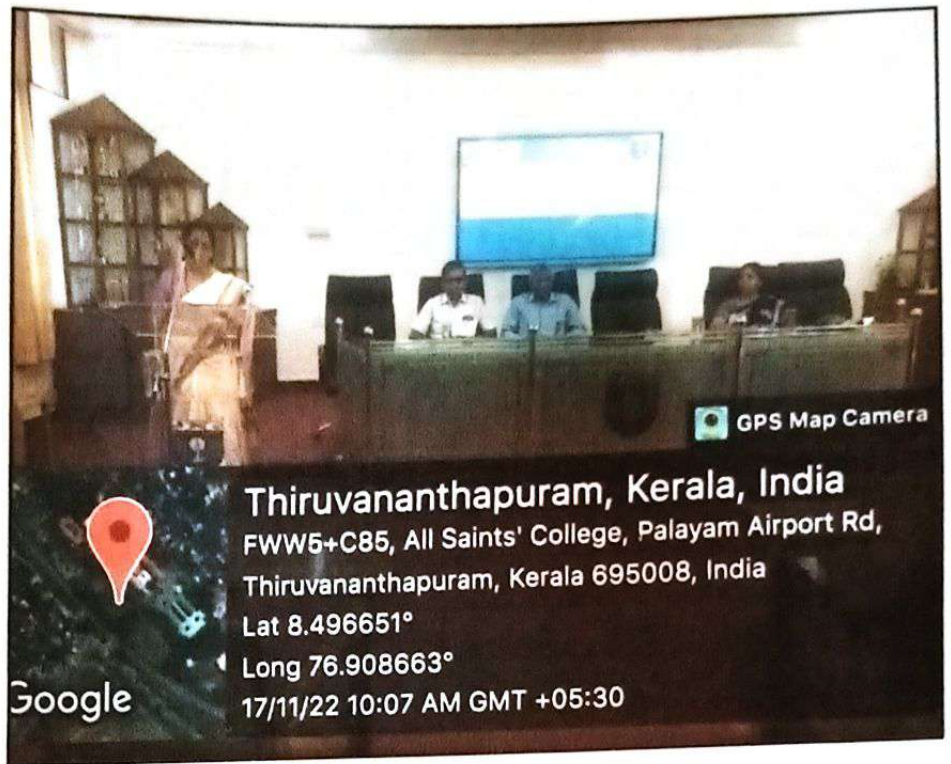 GPS Map Camera
Thiruvananthapuram, Kerala, India
FWW5+C85, All Saints' College, Palayam Airport Rd,
Thiruvananthapuram, Kerala 695008, India
Lat 8.496651°
Long 76.908663°
17/11/22 10:07 AM GMT +05:30
Google